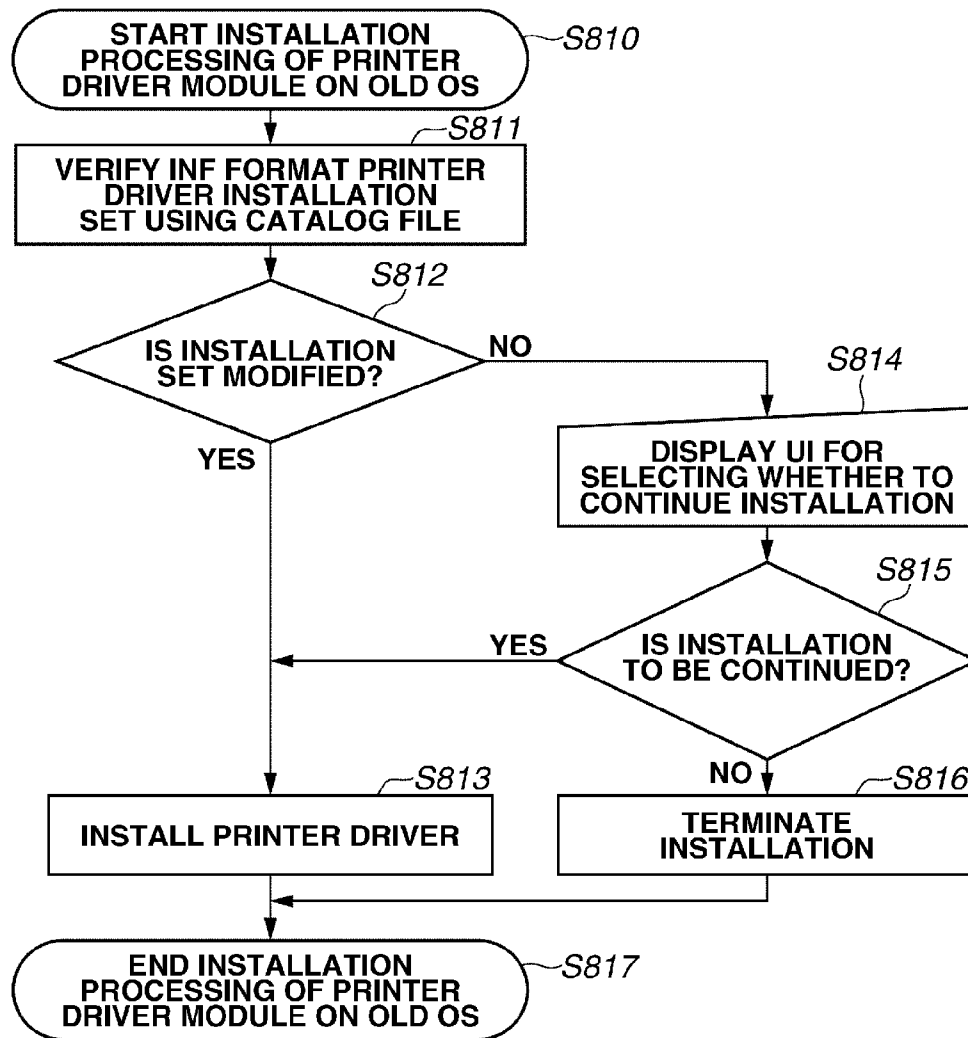 START INSTALLATION
PROCESSING OF PRINTER
DRIVER MODULE ON OLD OS
S810
S811
VERIFY INF FORMAT PRINTER
DRIVER INSTALLATION
SET USING CATALOG FILE
S812
IS INSTALLATION
SET MODIFIED?
NO
YES
S814
DISPLAY UI FOR
SELECTING WHETHER TO
CONTINUE INSTALLATION
S815
IS INSTALLATION
TO BE CONTINUED?
YES
NO
S813
INSTALL PRINTER DRIVER
S816
TERMINATE
INSTALLATION
END INSTALLATION
PROCESSING OF PRINTER
DRIVER MODULE ON OLD OS
S817